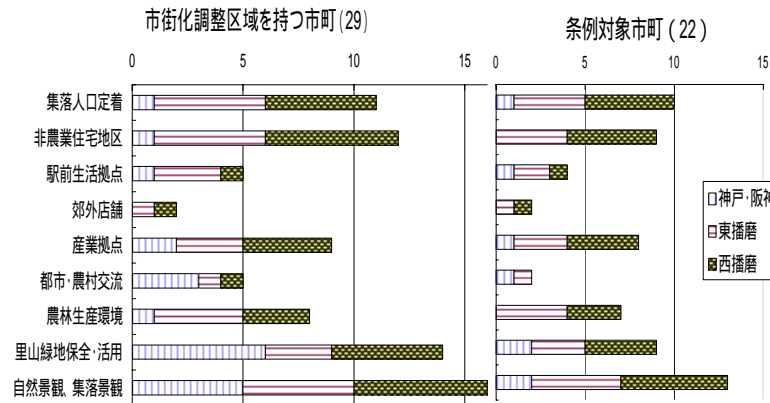 市街化調整区域を持つ市町(29)
条例対象市町(22)
0 5 10 15
0 5 10 15
集落人口定着
非農業住宅地区
駅前生活拠点
郊外店舗
産業拠点
都市・農村交流
農林生産環境
里山緑地保全・活用
自然景観、集落景観
神戸・阪神
東播磨
西播磨